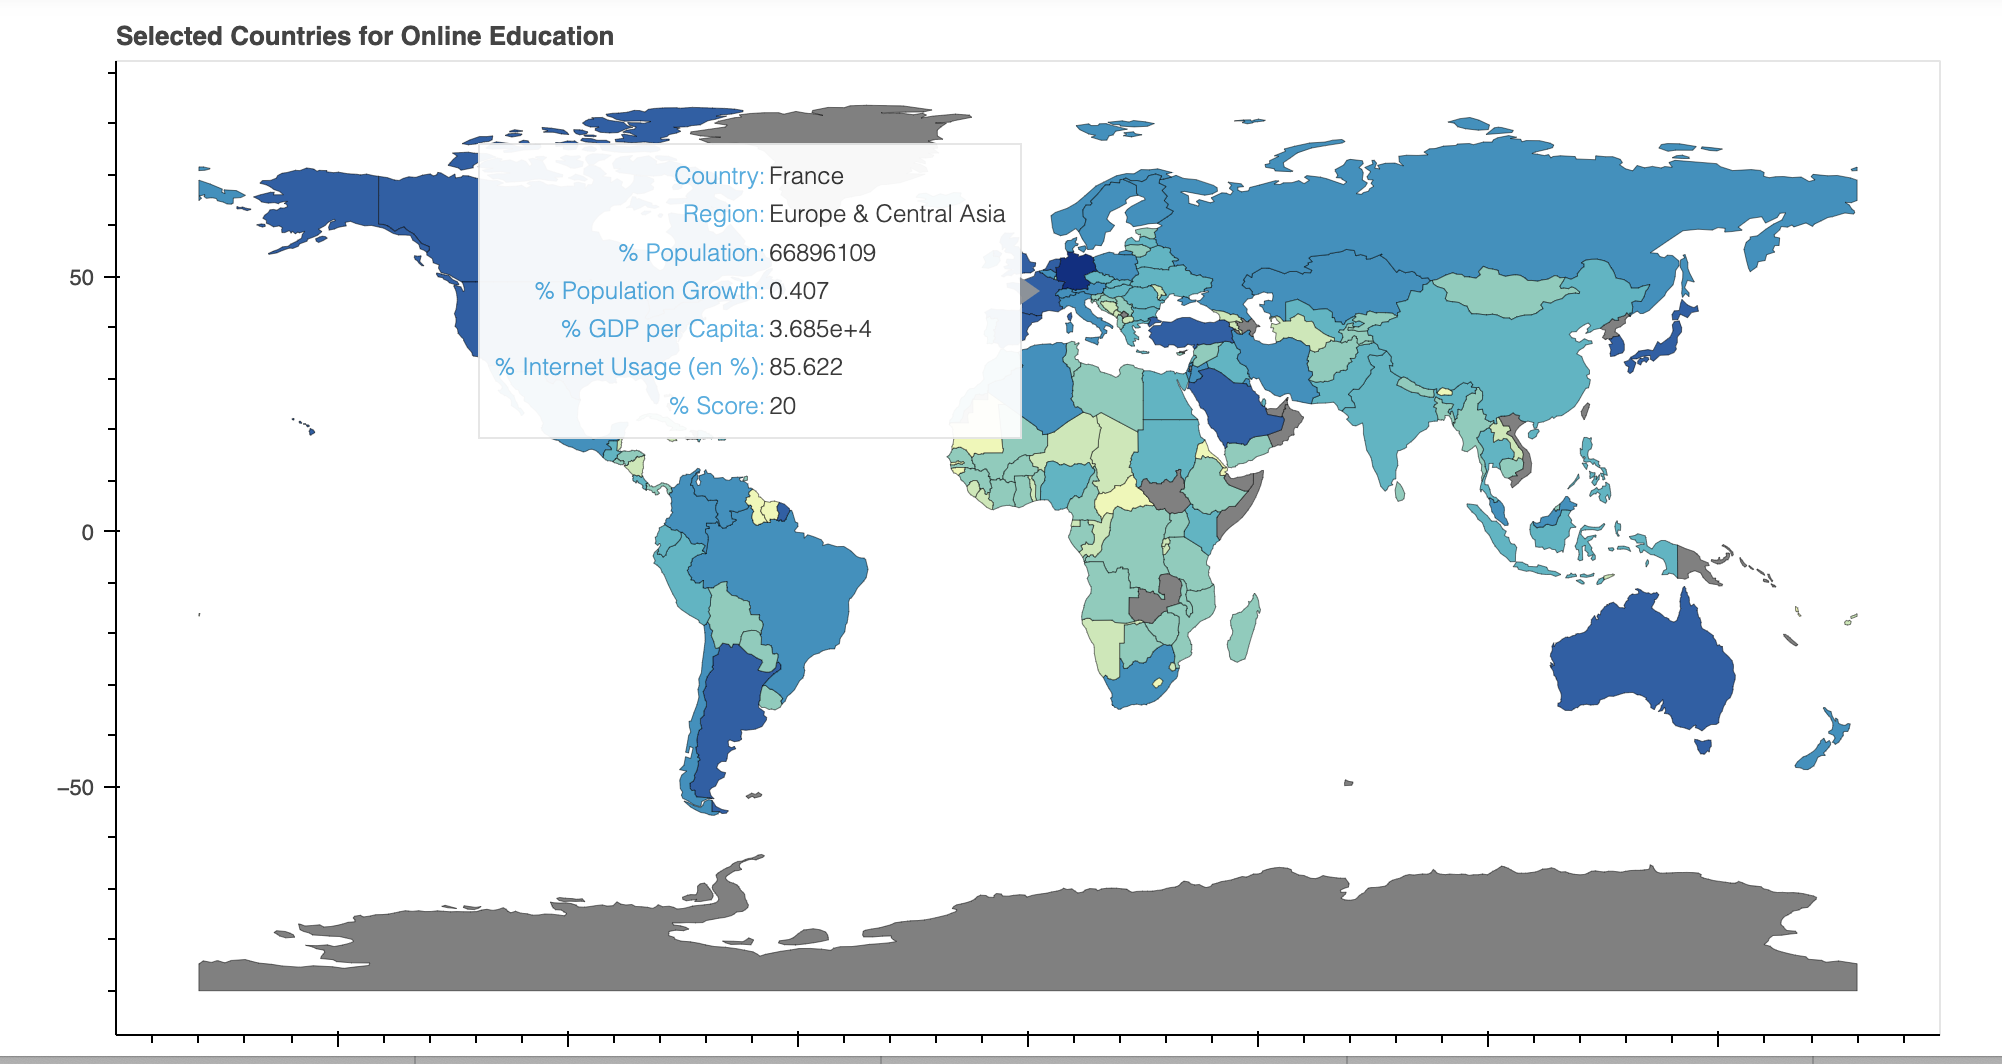 Selected Countries for Online Education
Country: France
Region: Europe & Central Asia
% Population: 66896109
% Population Growth: 0.407
% GDP per Capita: 3.685e+4
% Internet Usage (en %): 85.622
% Score: 20
50
0
−50